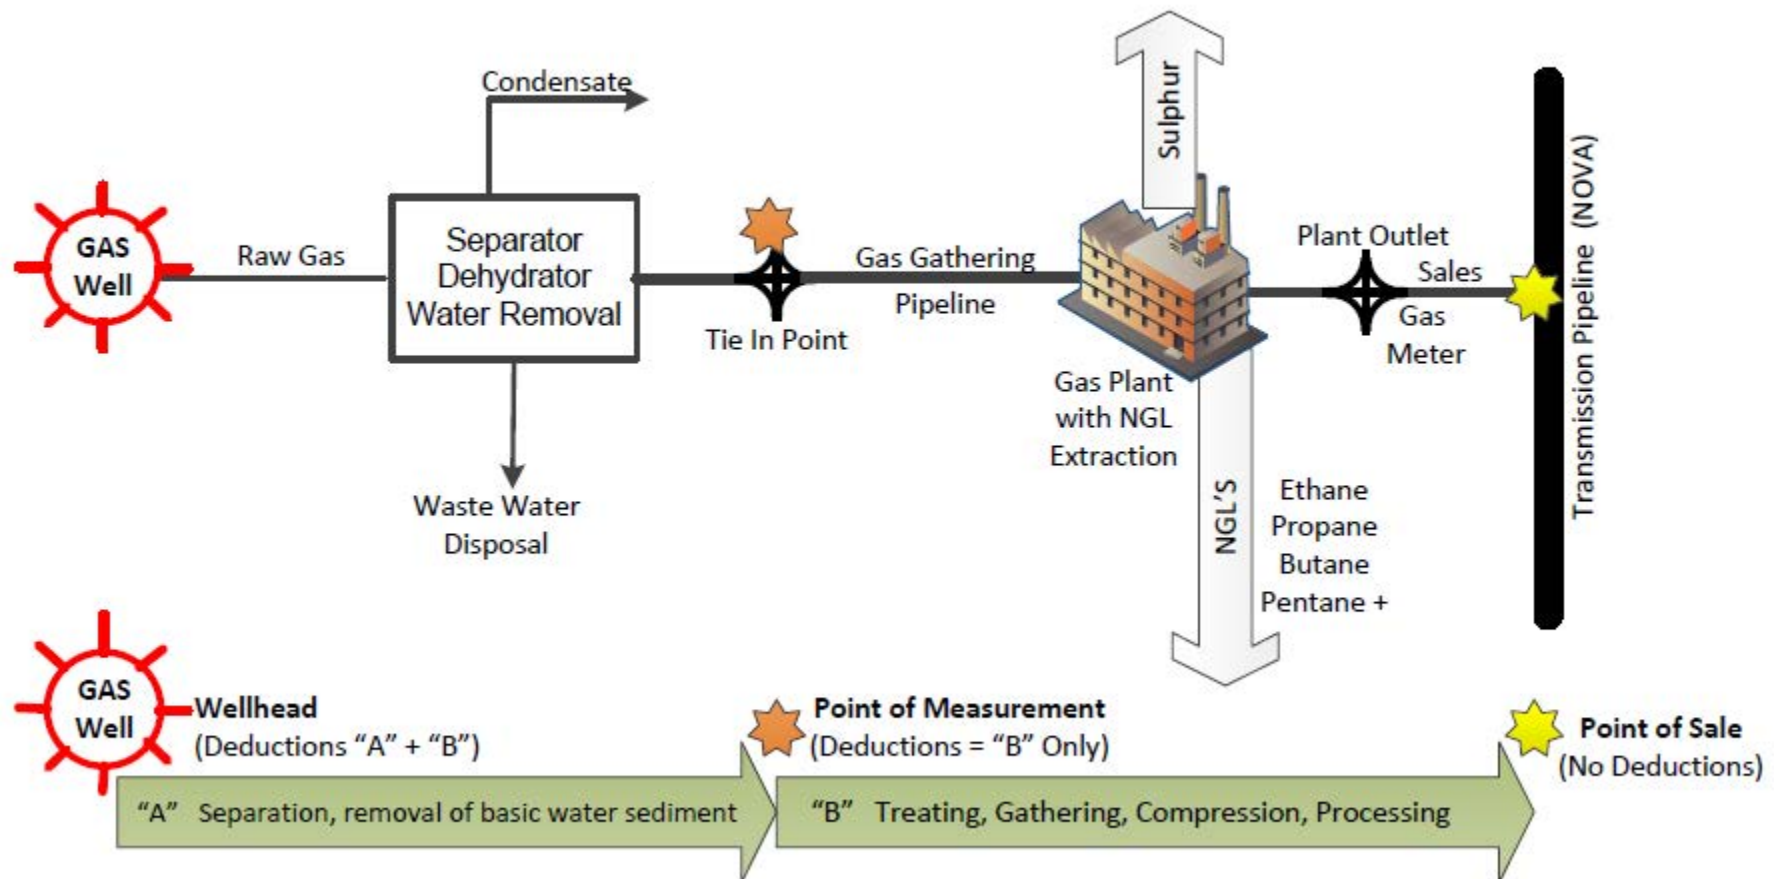 Condensate
GAS
Well
Raw Gas
Separator
Dehydrator
Water Removal
Waste Water
Disposal
Tie In Point
Gas Gathering
Pipeline
Sulphur
Gas Plant
with NGL
Extraction
NGL'S
Ethane
Propane
Butane
Pentane +
Plant Outlet
Sales
Gas
Meter
Transmission Pipeline (NOVA)
GAS
Well
Wellhead
(Deductions "A" + "B")
Point of Measurement
(Deductions = "B" Only)
Point of Sale
(No Deductions)
"A" Separation, removal of basic water sediment
"B" Treating, Gathering, Compression, Processing